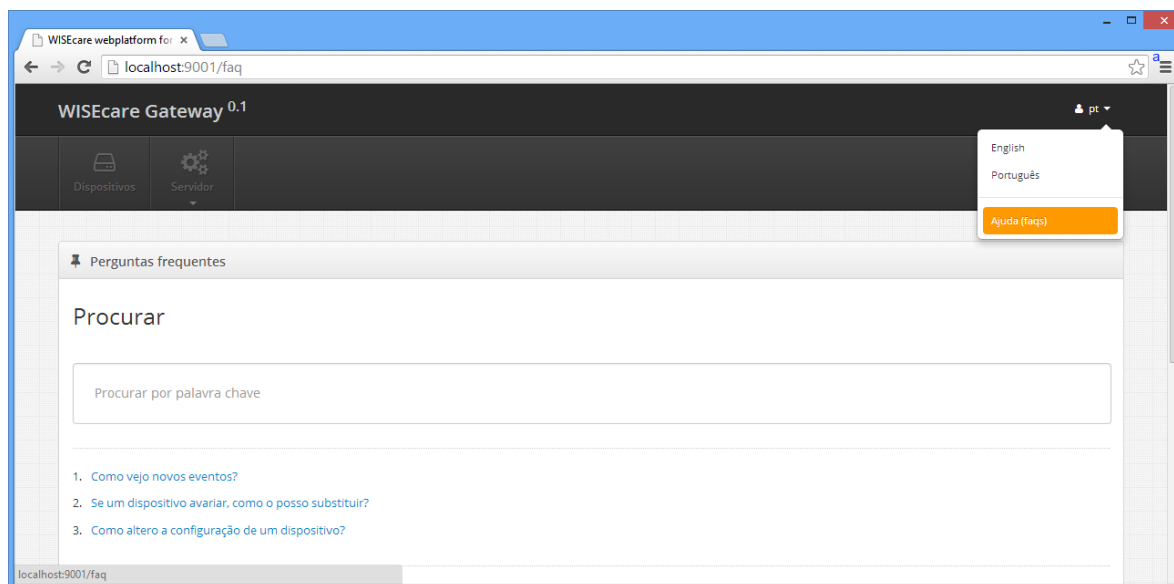 WISEcare webplatform for
localhost:9001/faq
a
WISEcare Gateway 0.1
pt
English
Português
Ajuda (faqs)
Dispositivos
Servidor
Perguntas frequentes
Procurar
Procurar por palavra chave
1. Como vejo novos eventos?
2. Se um dispositivo avariar, como o posso substituir?
3. Como altero a configuração de um dispositivo?
localhost:9001/faq